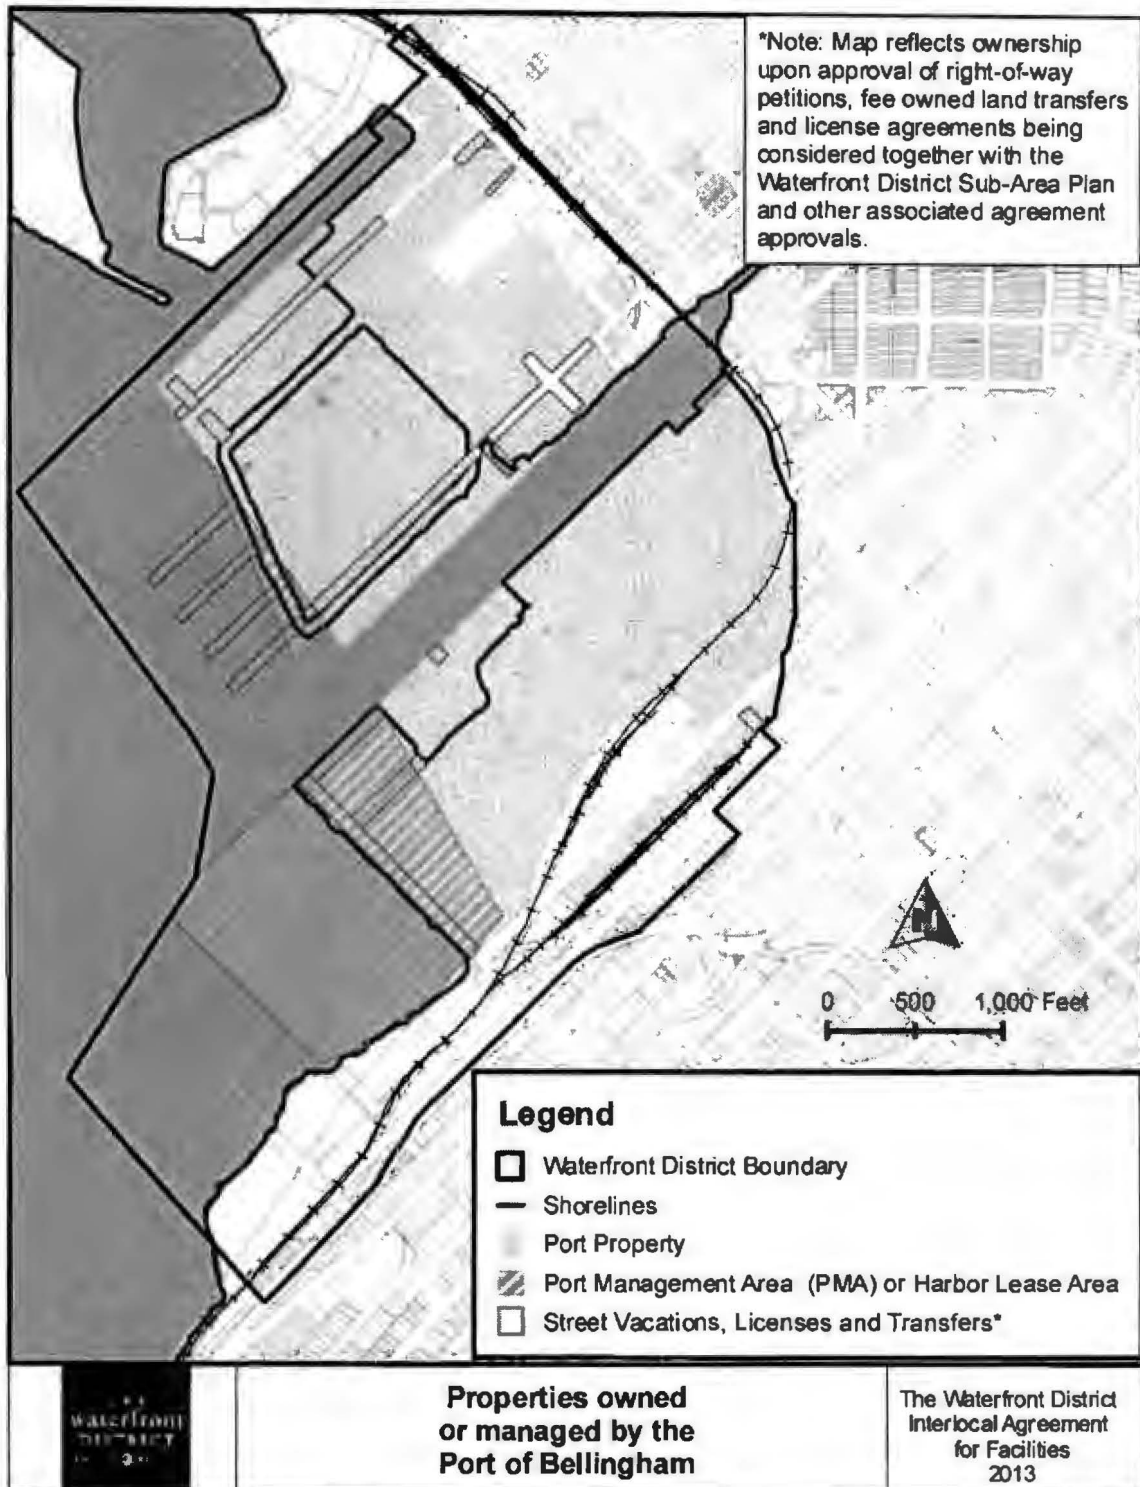 *Note: Map reflects ownership
upon approval of right-of-way
petitions, fee owned land transfers
and license agreements being
considered together with the
Waterfront District Sub-Area Plan
and other associated agreement
approvals.
N
0 500 1,000 Feet
Legend
Waterfront District Boundary
Shorelines
Port Property
Port Management Area (PMA) or Harbor Lease Area
Street Vacations, Licenses and Transfers*
waterfront
DISTRICT
Properties owned
or managed by the
Port of Bellingham
The Waterfront District
Interlocal Agreement
for Facilities
2013